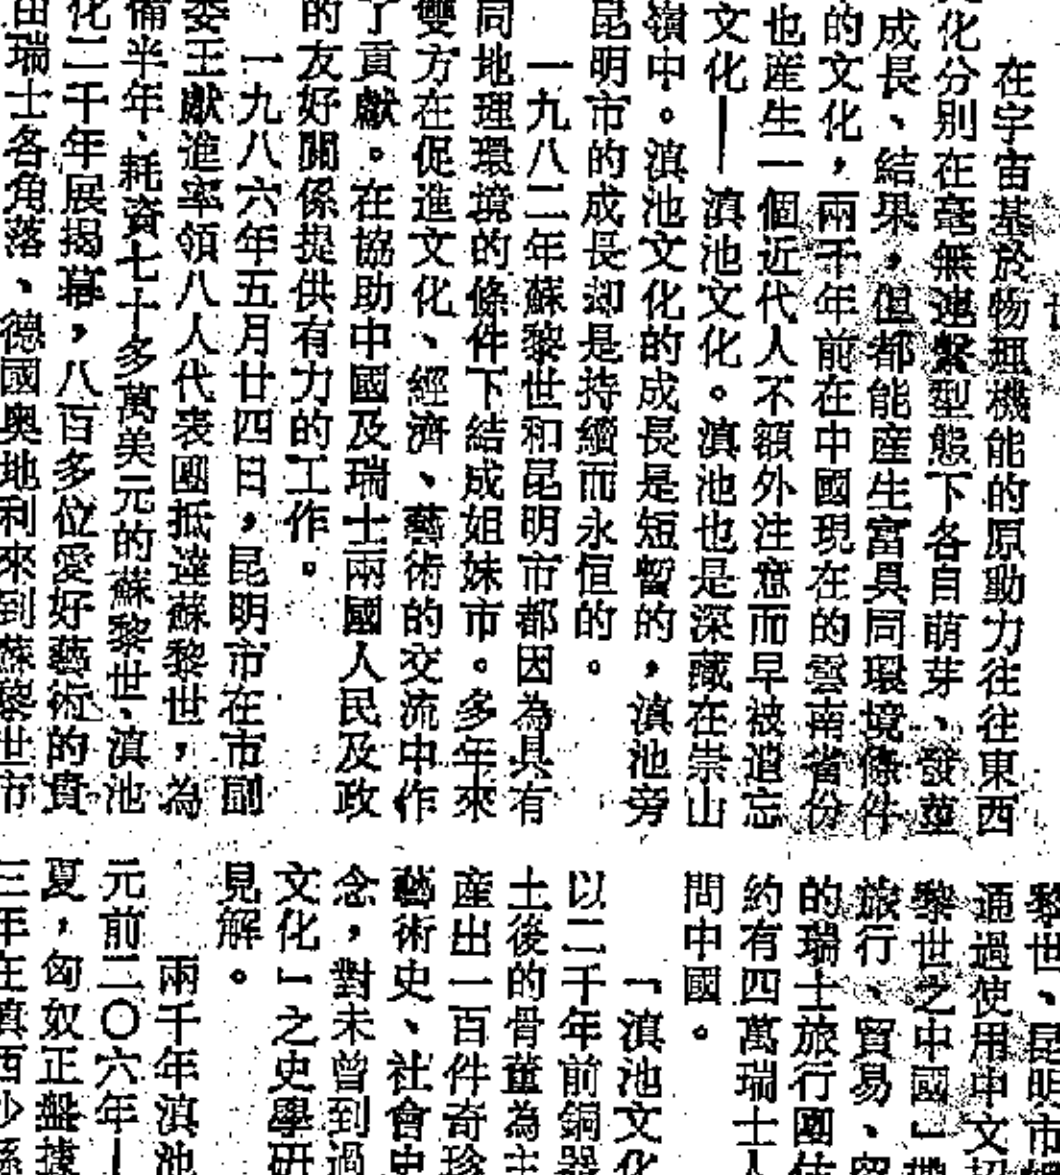 在宇宙基於物理機能的原動力往往東西
化分別在毫無連繫型態下各自萌芽、發莖
成長、結果，但都能産生富具同環境條件
的文化，兩千年前在中國現在的雲南省份
也産生一個近代人不額外注意而早被遺忘
文化——滇池文化。滇池也是深藏在崇山
嶺中。滇池文化的成長是短暫的，滇池旁
昆明市的成長却是持續而永恒的。
一九八二年蘇黎世和昆明市都因為具有
同地理環境的條件下結成姐妹市。多年來
雙方在促進文化、經濟、藝術的交流中作
了貢獻。在協助中國及瑞士兩國人民及政
的友好關係提供有力的工作。
一九八六年五月廿四日，昆明市在市副
委王獻進率領八人代表團抵達蘇黎世，為
備半年、耗資七十多萬美元的蘇黎世、滇池
化二千年展揭幕，八百多位愛好藝術的賓
由瑞士各角落、德國奧地利來到蘇黎世市
黎世、昆明市
通過使用中文
黎世之中國」
旅行、貿易、
的瑞士旅行團
約有四萬瑞士人
問中國。
「滇池文化
以二千年前銅器
土後的骨董為主
産出一百件奇珍
藝術史、社會史
念，對未曾到過
文化」之史學研
見解。
兩千年滇池
元前二〇六年—
夏，匈奴正盤據
三年在滇西